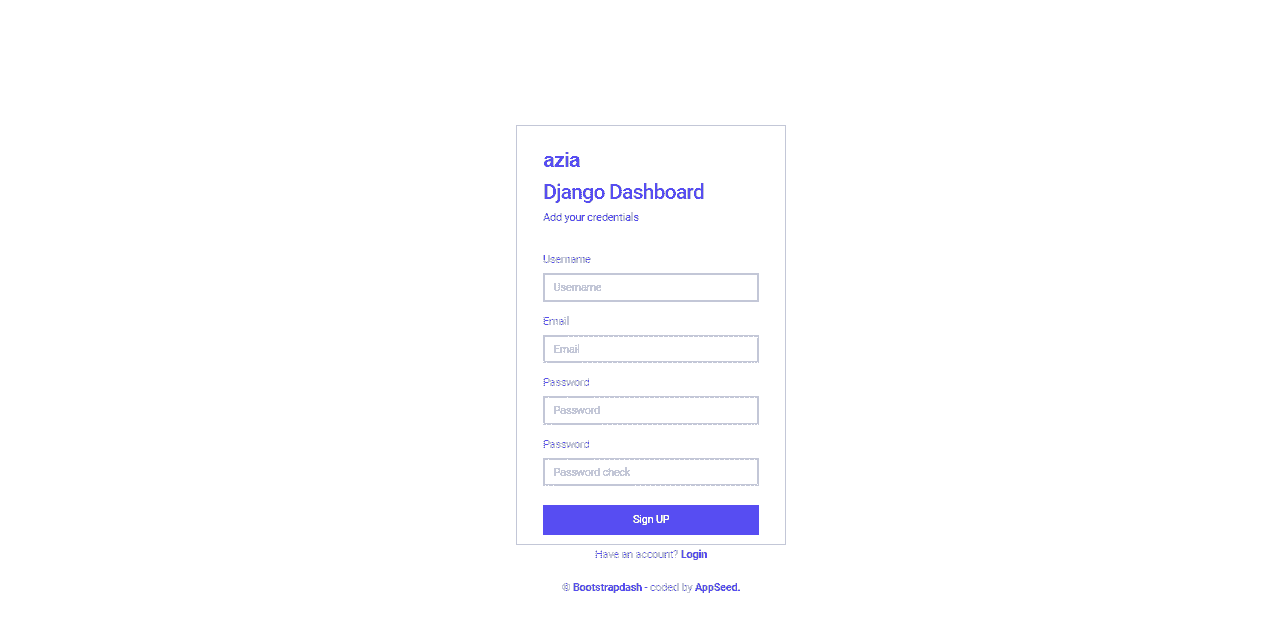 azia
Django Dashboard
Add your credentials
Username
Username
Email
Email
Password
Password
Password
Password check
Sign UP
Have an account? Login
© Bootstrapdash - coded by AppSeed.